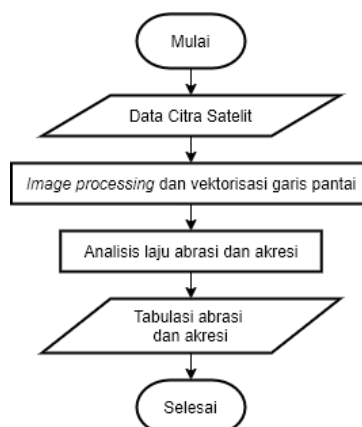 Mulai
Data Citra Satelit
Image processing dan vektorisasi garis pantai
Analisis laju abrasi dan akresi
Tabulasi abrasi
dan akresi
Selesai